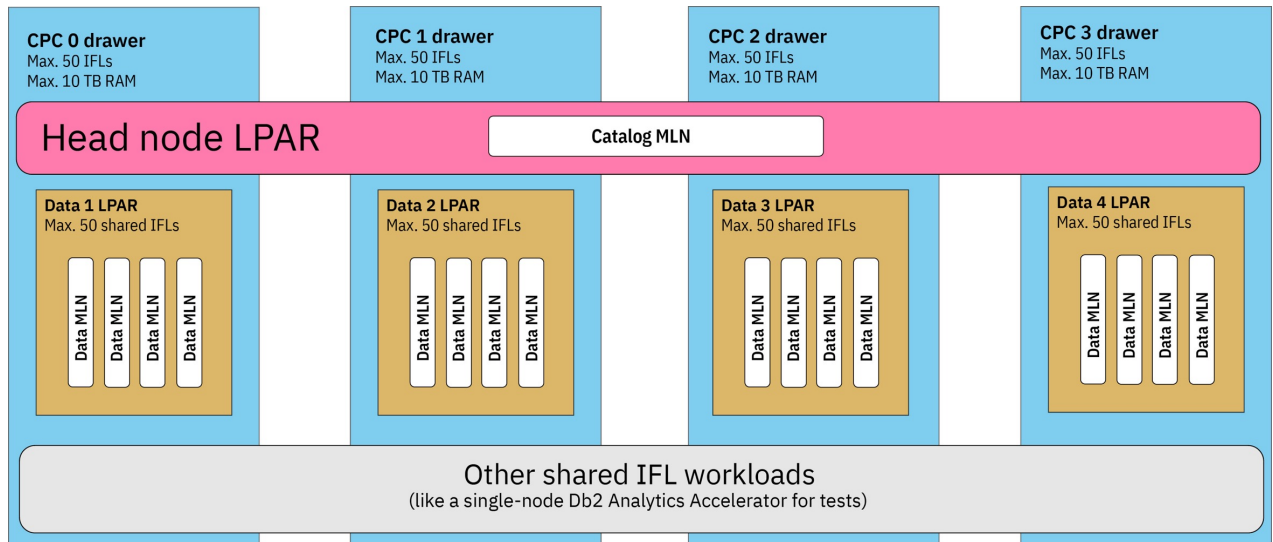 CPC 0 drawer
Max. 50 IFLs
Max. 10 TB RAM
CPC 1 drawer
Max. 50 IFLs
Max. 10 TB RAM
CPC 2 drawer
Max. 50 IFLs
Max. 10 TB RAM
CPC 3 drawer
Max. 50 IFLs
Max. 10 TB RAM
Head node LPAR
Catalog MLN
Data 1 LPAR
Max. 50 shared IFLs
Data MLN
Data MLN
Data MLN
Data MLN
Data 2 LPAR
Max. 50 shared IFLs
Data MLN
Data MLN
Data MLN
Data MLN
Data 3 LPAR
Max. 50 shared IFLs
Data MLN
Data MLN
Data MLN
Data MLN
Data 4 LPAR
Max. 50 shared IFLs
Data MLN
Data MLN
Data MLN
Data MLN
Other shared IFL workloads
(like a single-node Db2 Analytics Accelerator for tests)